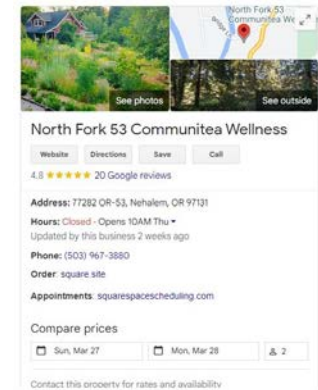 North Fork 53
Communitea We
See photos
See outside
North Fork 53 Communitea Wellness
Website Directions Save Call
4.8 ★★★★★ 20 Google reviews
Address: 77282 OR-53, Nehalem, OR 97131
Hours: Closed · Opens 10AM Thu ▾
Updated by this business 2 weeks ago
Phone: (503) 967-3880
Order: square site
Appointments: squarespacescheduling.com
Compare prices
Sun, Mar 27 Mon, Mar 28 2
Contact this property for rates and availability